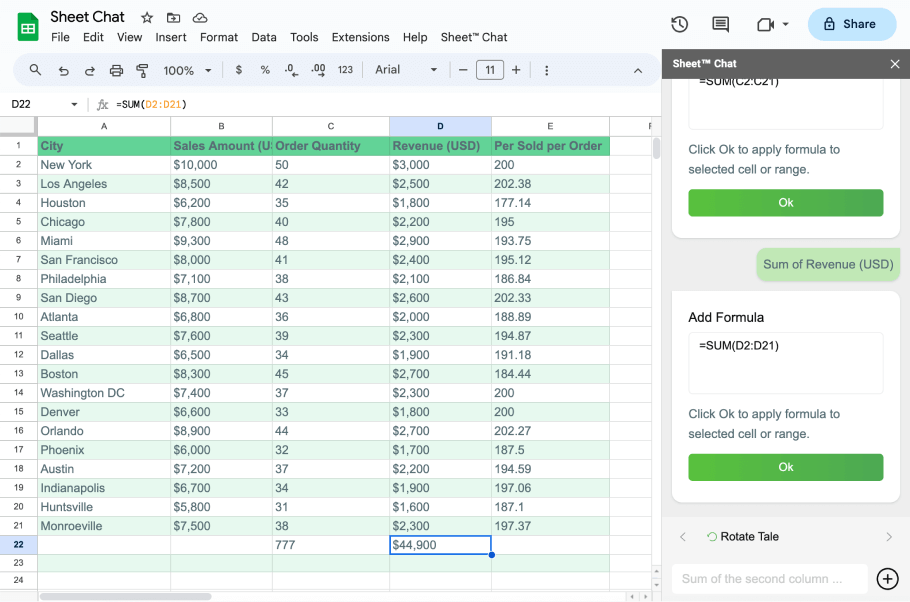 Sheet Chat
File Edit View Insert Format Data Tools Extensions Help Sheet™ Chat
Share
100% $ % .0 .00 123 Arial 11
Sheet™ Chat
D22 fx =SUM(D2:D21)
A B C D E F
1 City Sales Amount (US Order Quantity Revenue (USD) Per Sold per Order
2 New York $10,000 50 $3,000 200
3 Los Angeles $8,500 42 $2,500 202.38
4 Houston $6,200 35 $1,800 177.14
5 Chicago $7,800 40 $2,200 195
6 Miami $9,300 48 $2,900 193.75
7 San Francisco $8,000 41 $2,400 195.12
8 Philadelphia $7,100 38 $2,100 186.84
9 San Diego $8,700 43 $2,600 202.33
10 Atlanta $6,800 36 $2,000 188.89
11 Seattle $7,600 39 $2,300 194.87
12 Dallas $6,500 34 $1,900 191.18
13 Boston $8,300 45 $2,700 184.44
14 Washington DC $7,400 37 $2,300 200
15 Denver $6,600 33 $1,800 200
16 Orlando $8,900 44 $2,700 202.27
17 Phoenix $6,000 32 $1,700 187.5
18 Austin $7,200 37 $2,200 194.59
19 Indianapolis $6,700 34 $1,900 197.06
20 Huntsville $5,800 31 $1,600 187.1
21 Monroeville $7,500 38 $2,300 197.37
22 777 $44,900
23
24
=SUM(C2:C21)
Click Ok to apply formula to
selected cell or range.
Ok
Sum of Revenue (USD)
Add Formula
=SUM(D2:D21)
Click Ok to apply formula to
selected cell or range.
Ok
Rotate Tale
Sum of the second column ...